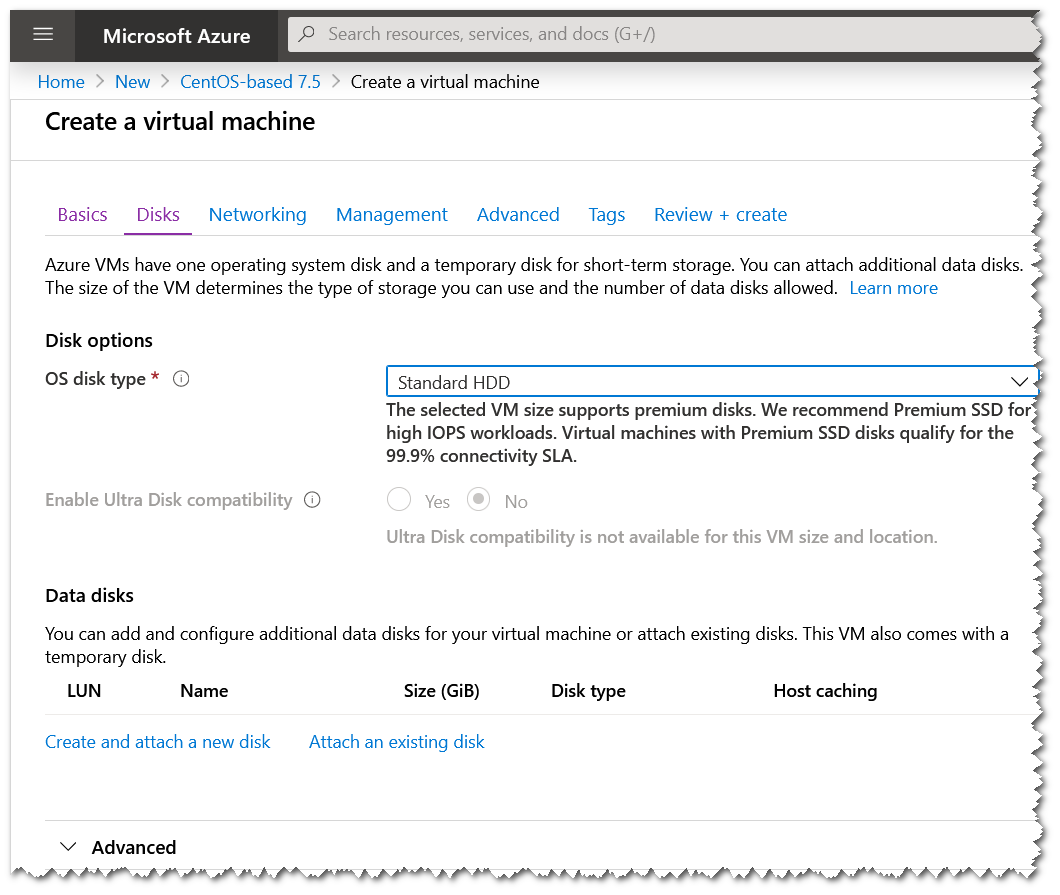 Microsoft Azure
Search resources, services, and docs (G+/)
Home > New > CentOS-based 7.5 > Create a virtual machine
Create a virtual machine
Basics Disks Networking Management Advanced Tags Review + create
Azure VMs have one operating system disk and a temporary disk for short-term storage. You can attach additional data disks.
The size of the VM determines the type of storage you can use and the number of data disks allowed. Learn more
Disk options
OS disk type *
Standard HDD
The selected VM size supports premium disks. We recommend Premium SSD for
high IOPS workloads. Virtual machines with Premium SSD disks qualify for the
99.9% connectivity SLA.
Enable Ultra Disk compatibility
Yes No
Ultra Disk compatibility is not available for this VM size and location.
Data disks
You can add and configure additional data disks for your virtual machine or attach existing disks. This VM also comes with a
temporary disk.
LUN Name Size (GiB) Disk type Host caching
Create and attach a new disk Attach an existing disk
Advanced